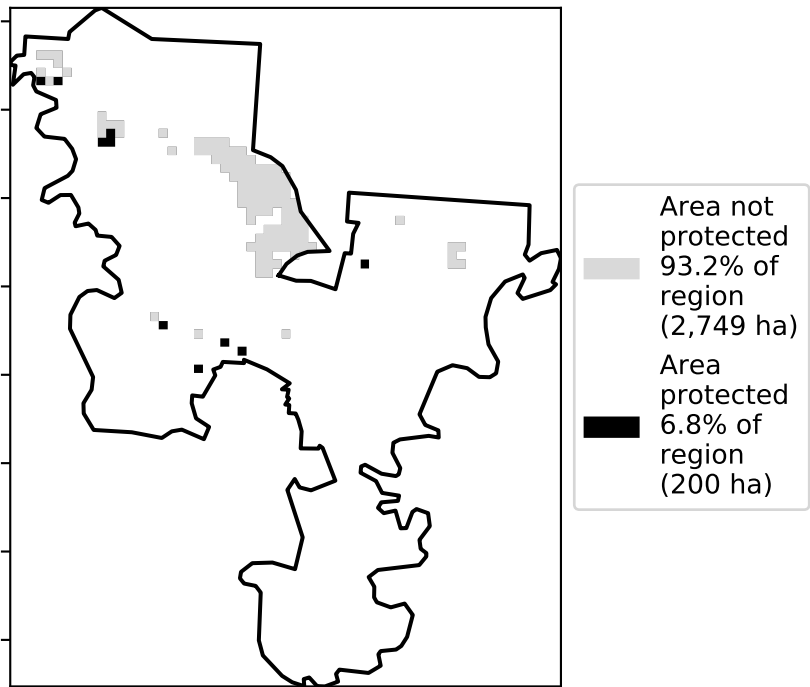 Area not
protected
93.2% of
region
(2,749 ha)
Area
protected
6.8% of
region
(200 ha)